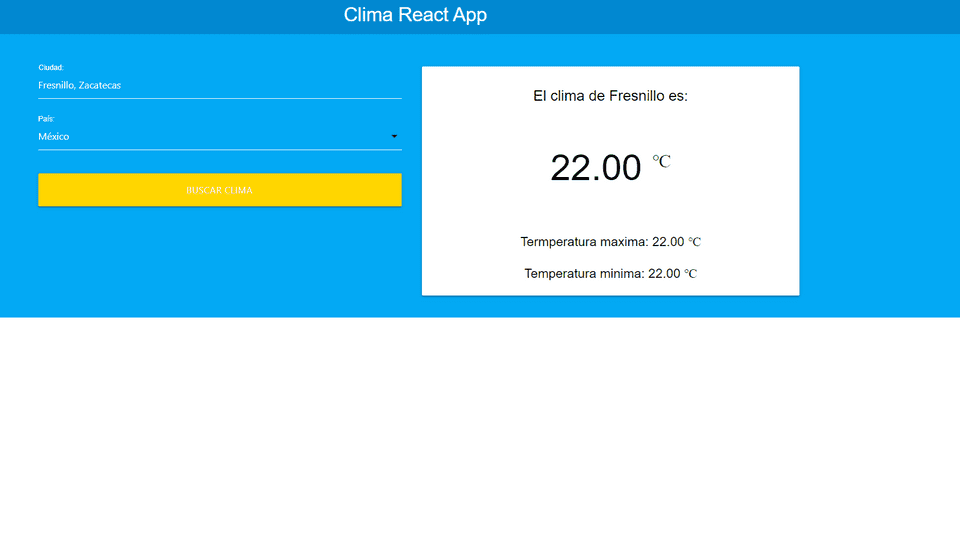 Clima React App
Ciudad:
Fresnillo, Zacatecas
País:
México
BUSCAR CLIMA
El clima de Fresnillo es:
22.00 °C
Termperatura maxima: 22.00 °C
Temperatura minima: 22.00 °C